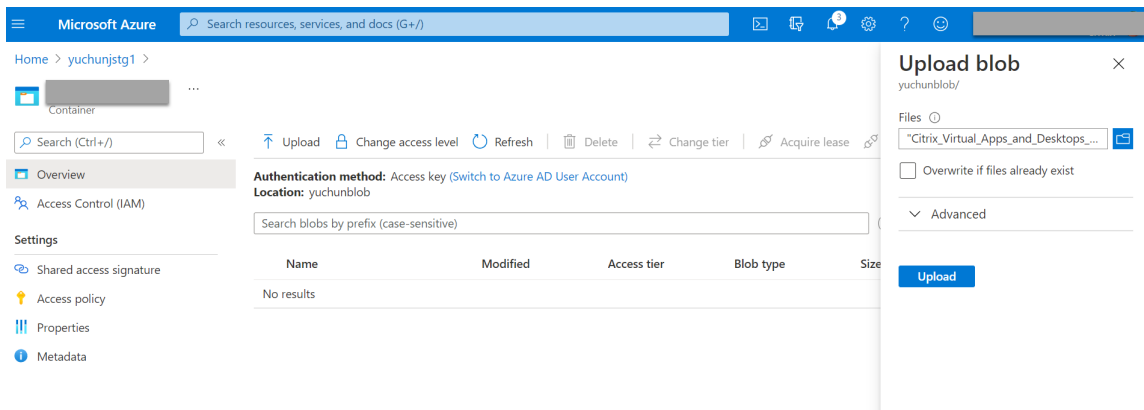 Microsoft Azure
Search resources, services, and docs (G+/)
3
Home > yuchunjstg1 >
...
Container
Search (Ctrl+/)
«
Overview
Access Control (IAM)
Settings
Shared access signature
Access policy
Properties
Metadata
Upload
Change access level
Refresh
Delete
Change tier
Acquire lease
Authentication method: Access key (Switch to Azure AD User Account)
Location: yuchunblob
Search blobs by prefix (case-sensitive)
Name Modified Access tier Blob type Size
No results
Upload blob
yuchunblob/
Files
"Citrix_Virtual_Apps_and_Desktops_...
Overwrite if files already exist
Advanced
Upload